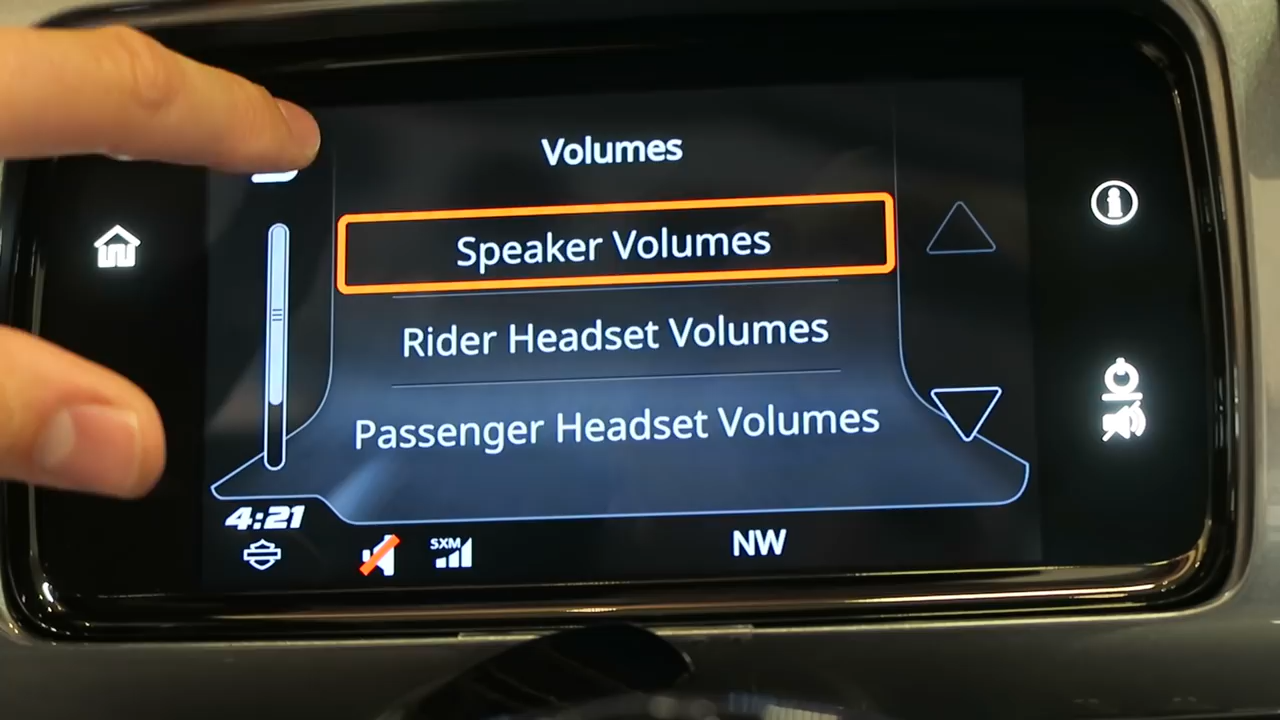 Volumes
Speaker Volumes
Rider Headset Volumes
Passenger Headset Volumes
4:21
SXM
NW